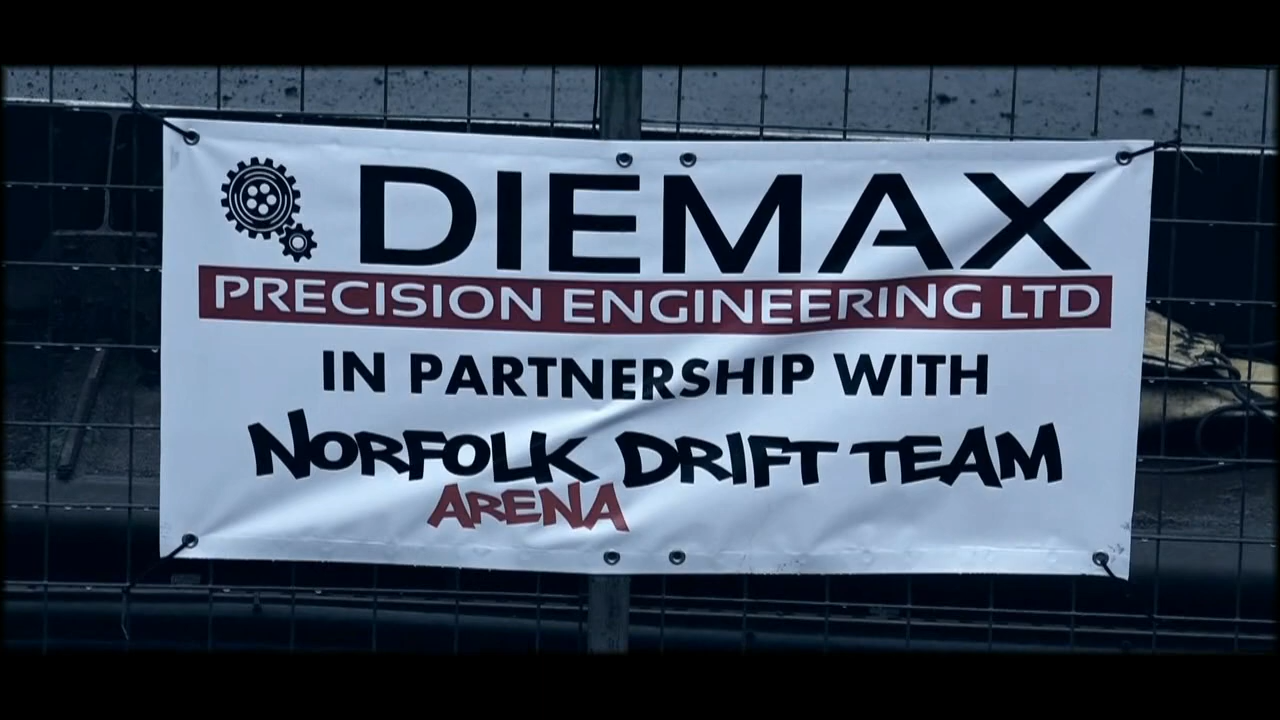 DIEMAX
PRECISION ENGINEERING LTD
IN PARTNERSHIP WITH
NORFOLK DRIFT TEAM
ARENA